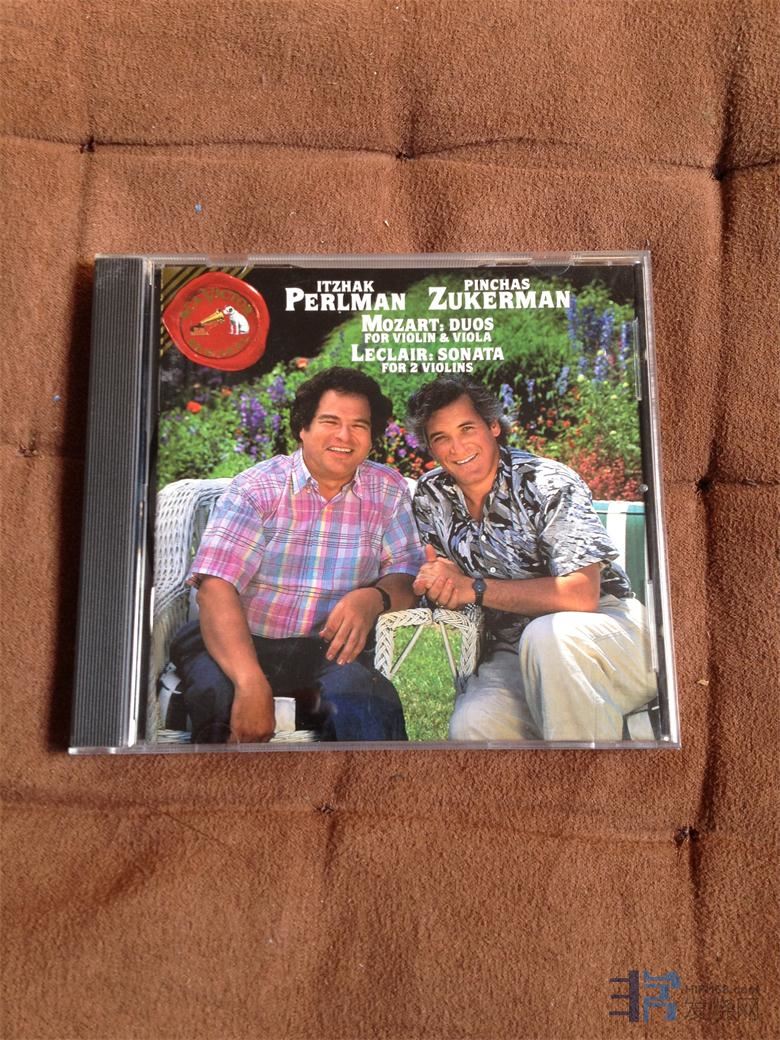 ITZHAK PERLMAN
PINCHAS ZUKERMAN
MOZART: DUOS
FOR VIOLIN & VIOLA
LECLAIR: SONATA
FOR 2 VIOLINS